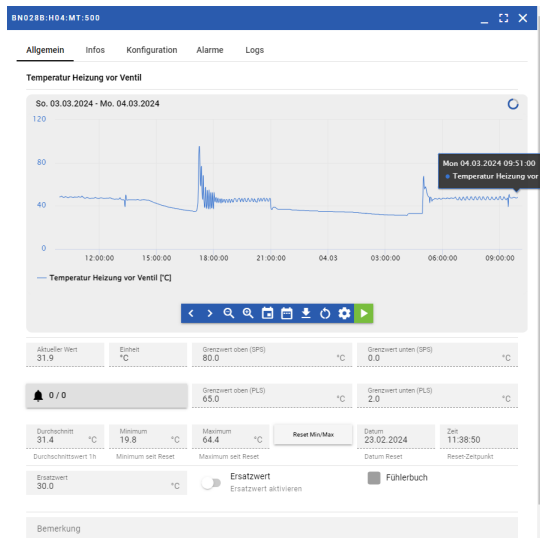 BN028B:H04:MT:500
Allgemein Infos Konfiguration Alarme Logs
Temperatur Heizung vor Ventil
So. 03.03.2024 - Mo. 04.03.2024
120
80
40
0
Mon 04.03.2024 09:51:00
Temperatur Heizung vor
12:00:00 15:00:00 18:00:00 21:00:00 04.03 03:00:00 06:00:00 09:00:00
Temperatur Heizung vor Ventil [°C]
Aktueller Wert Einheit Grenzwert oben (SPS) Grenzwert unten (SPS)
31.9 °C 80.0 °C 0.0 °C
Grenzwert oben (PLS) Grenzwert unten (PLS)
0 / 0 65.0 °C 2.0 °C
Durchschnitt Minimum Maximum Reset Min/Max Datum Zeit
31.4 °C 19.8 °C 64.4 °C 23.02.2024 11:38:50
Durchschnittswert 1h Minimum seit Reset Maximum seit Reset Datum Reset Reset-Zeitpunkt
Ersatzwert Ersatzwert Fühlerbuch
30.0 °C Ersatzwert aktivieren
Bemerkung